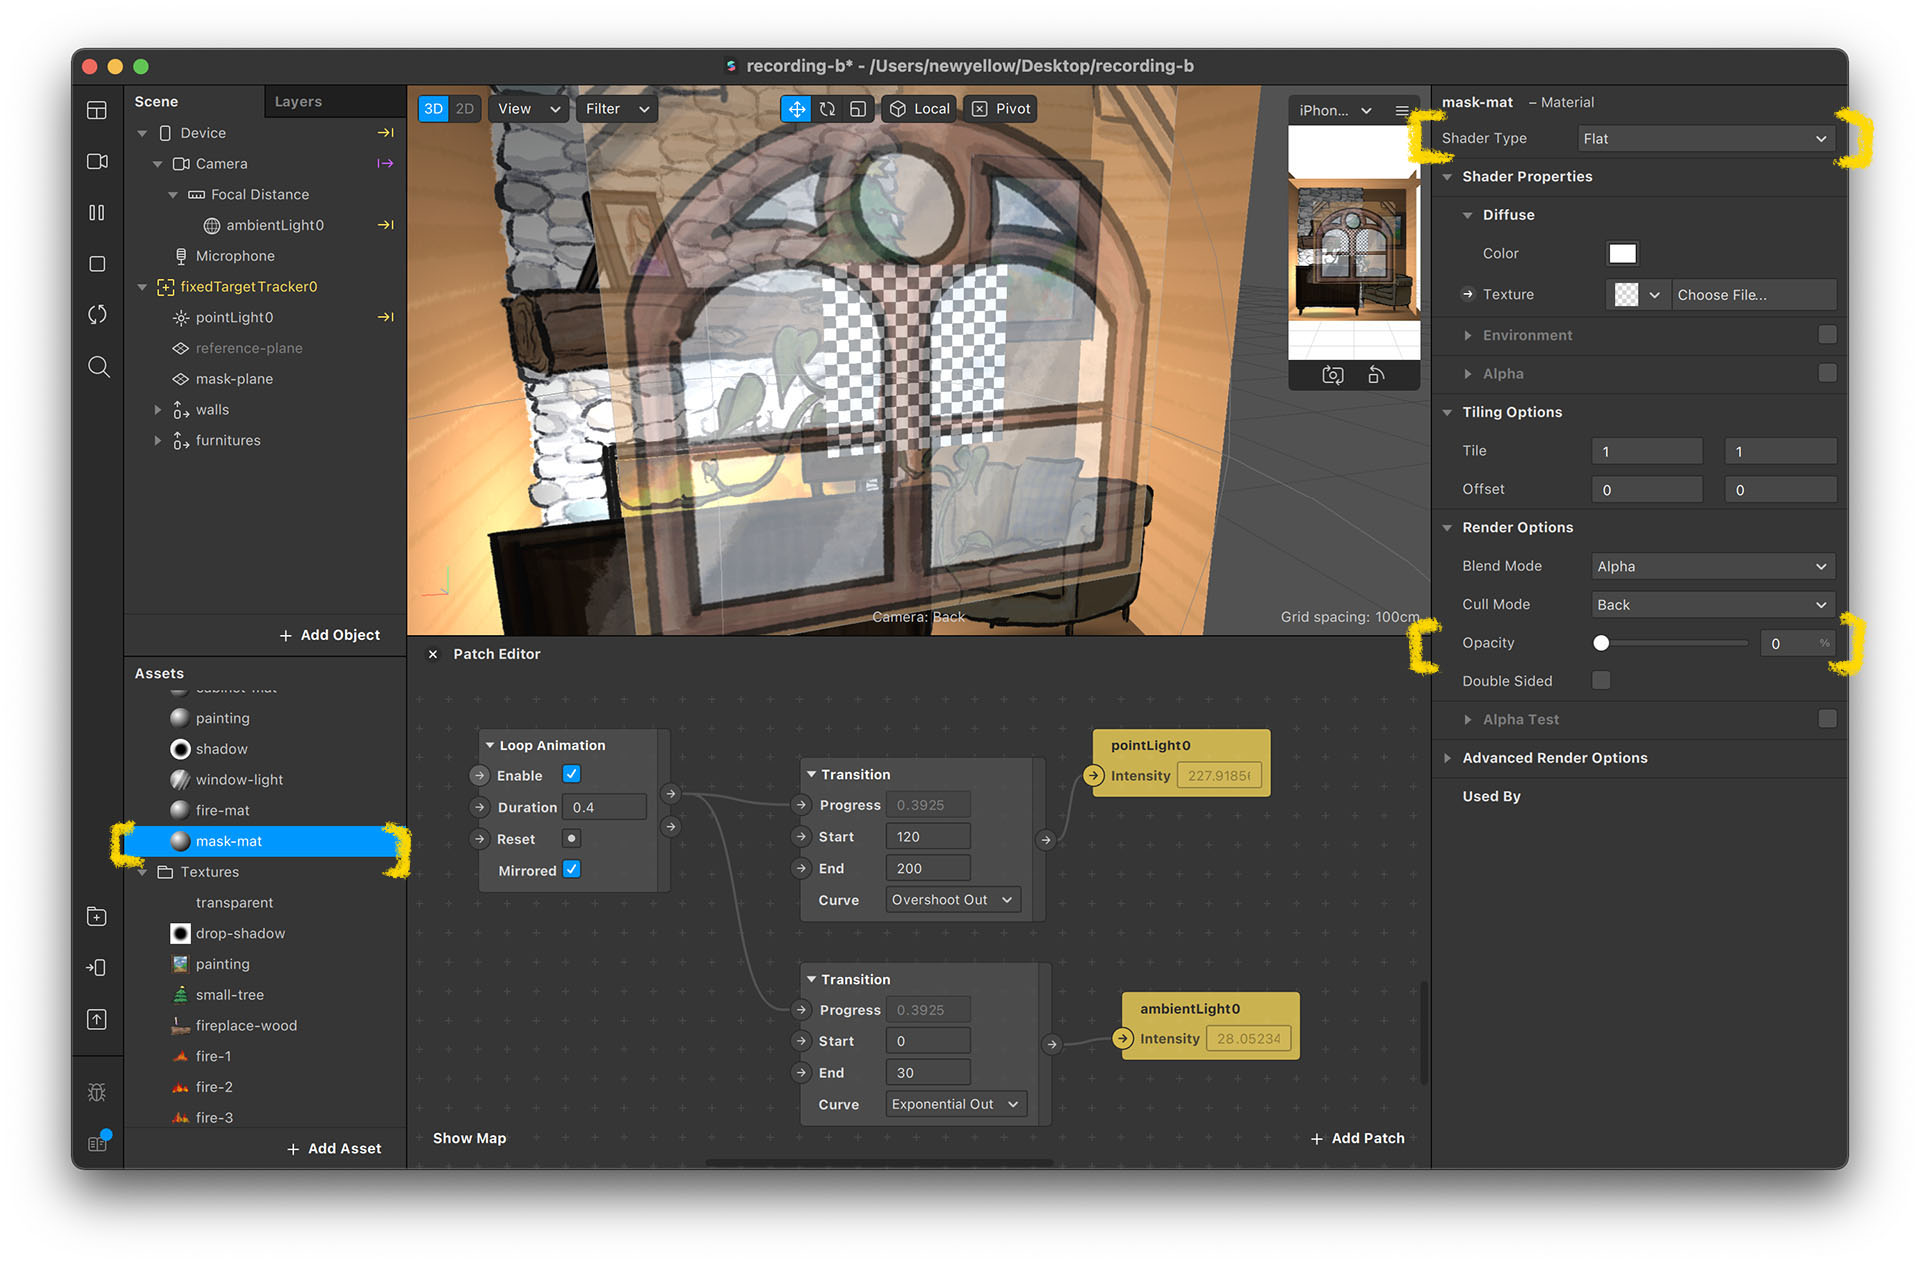 recording-b* - /Users/newyellow/Desktop/recording-b
Scene
Layers
Device
Camera
Focal Distance
ambientLight0
Microphone
fixedTargetTracker0
pointLight0
reference-plane
mask-plane
walls
furnitures
+ Add Object
Assets
painting
shadow
window-light
fire-mat
mask-mat
Textures
transparent
drop-shadow
painting
small-tree
fireplace-wood
fire-1
fire-2
fire-3
+ Add Asset
3D 2D View Filter Local Pivot
iPhon...
Camera: Back
Grid spacing: 100cm
Patch Editor
Loop Animation
Enable
Duration 0.4
Reset
Mirrored
Transition
Progress 0.3925
Start 120
End 200
Curve Overshoot Out
pointLight0
Intensity 227.9185
Transition
Progress 0.3925
Start 0
End 30
Curve Exponential Out
ambientLight0
Intensity 28.05234
Show Map
+ Add Patch
mask-mat – Material
Shader Type Flat
Shader Properties
Diffuse
Color
Texture Choose File...
Environment
Alpha
Tiling Options
Tile 1 1
Offset 0 0
Render Options
Blend Mode Alpha
Cull Mode Back
Opacity 0 %
Double Sided
Alpha Test
Advanced Render Options
Used By